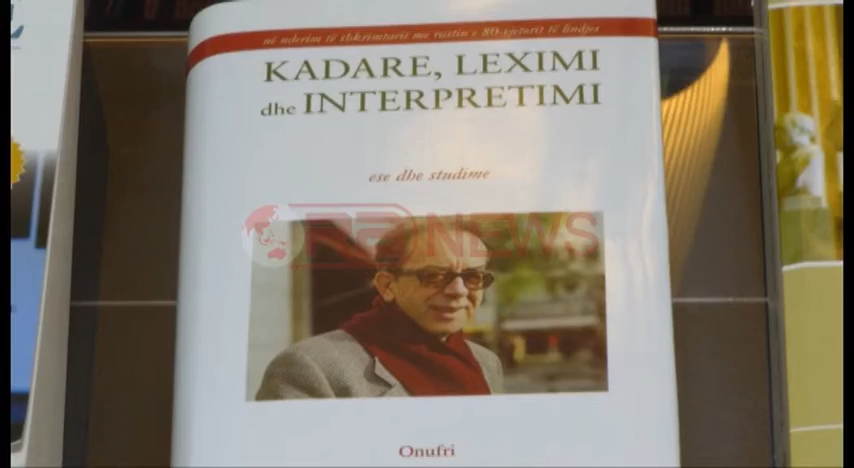 në nderim të shkrimtarit me rastin e 80-vjetorit të lindjes
KADARE, LEXIMI
dhe INTERPRETIMI
ese dhe studime
NEWS
Onufri